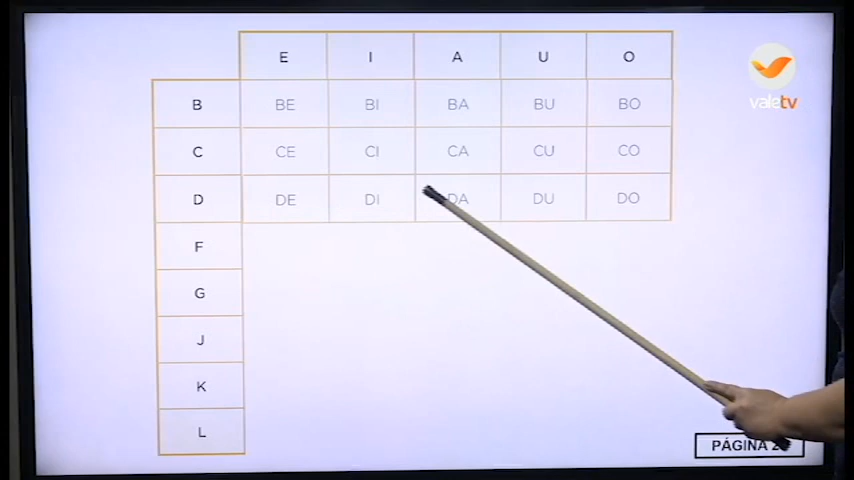 E I A U O
B BE BI BA BU BO
C CE CI CA CU CO
D DE DI DA DU DO
F
G
J
K
L
valetv
PÁGINA